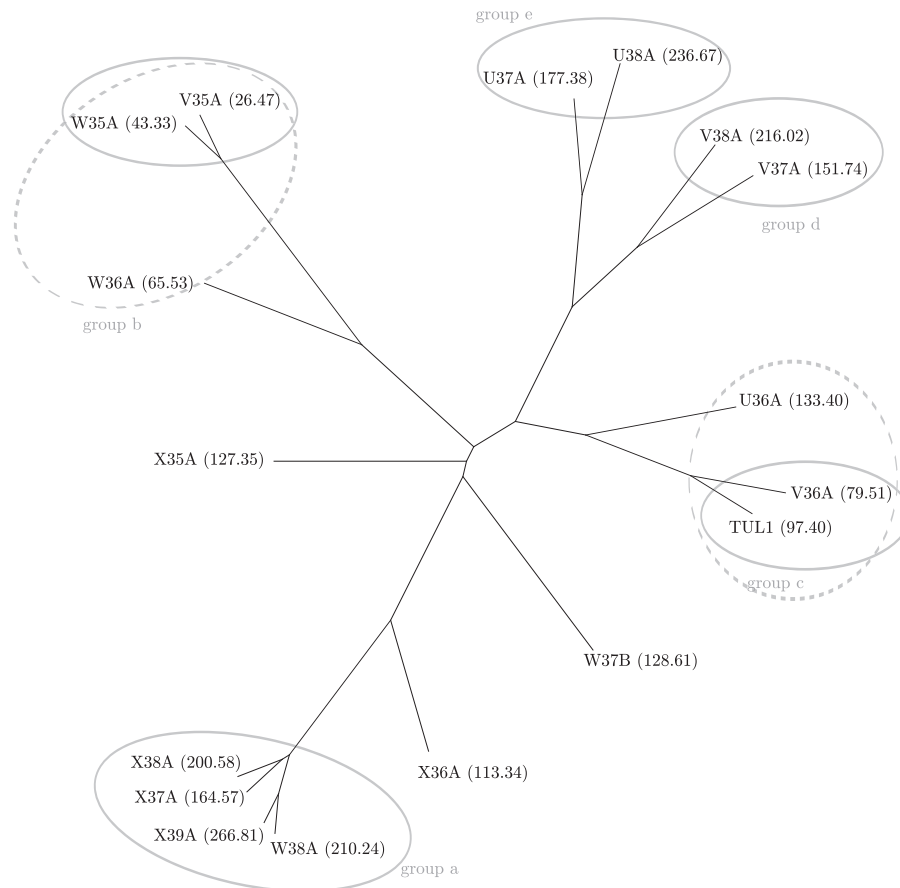 group e
U38A (236.67)
U37A (177.38)
V35A (26.47)
W35A (43.33)
V38A (216.02)
V37A (151.74)
group d
W36A (65.53)
group b
U36A (133.40)
X35A (127.35)
V36A (79.51)
TUL1 (97.40)
group c
W37B (128.61)
X38A (200.58)
X36A (113.34)
X37A (164.57)
X39A (266.81)
W38A (210.24)
group a